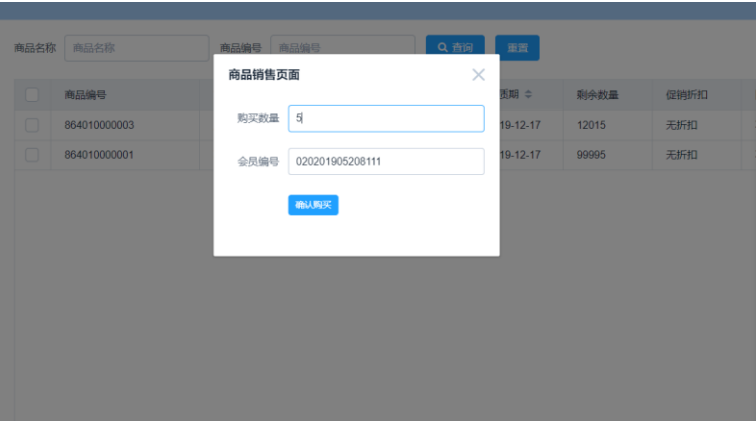 商品名称 商品名称 商品编号 商品编号 查询 重置
商品销售页面
商品编号 剩余数量 促销折扣
购买数量 5
864010000003 19-12-17 12015 无折扣
864010000001 19-12-17 99995 无折扣
会员编号 020201905208111
确认购买